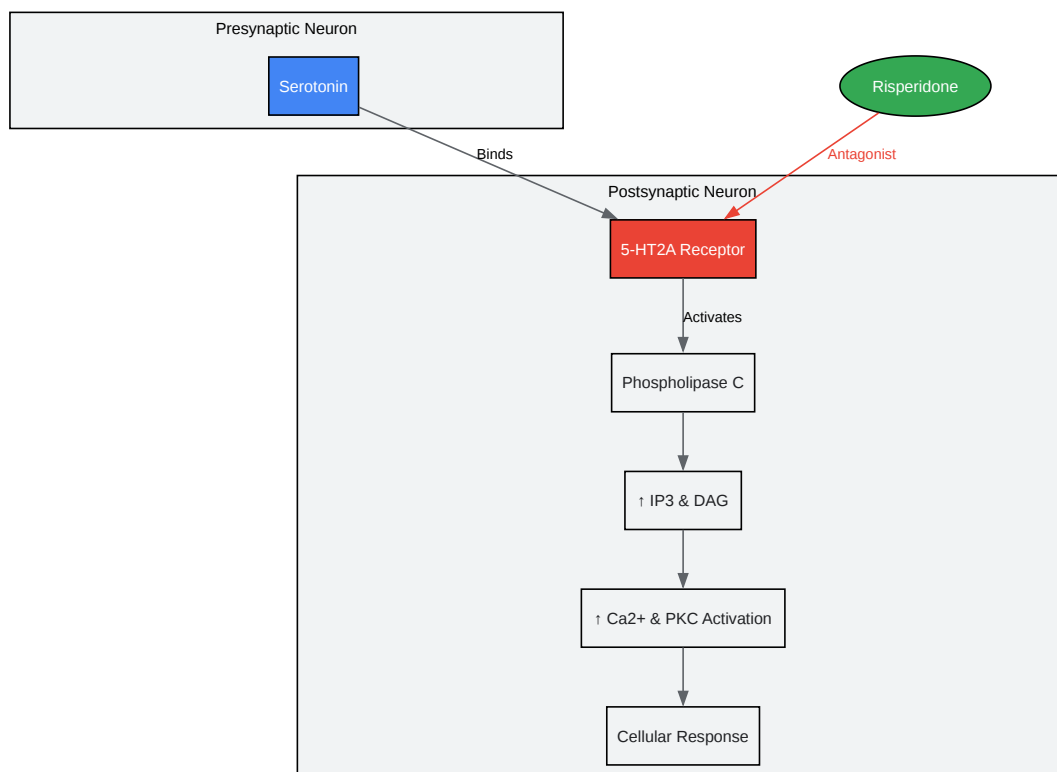 Presynaptic Neuron
Serotonin
Risperidone
Binds
Antagonist
Postsynaptic Neuron
5-HT2A Receptor
Activates
Phospholipase C
↑ IP3 & DAG
↑ Ca2+ & PKC Activation
Cellular Response